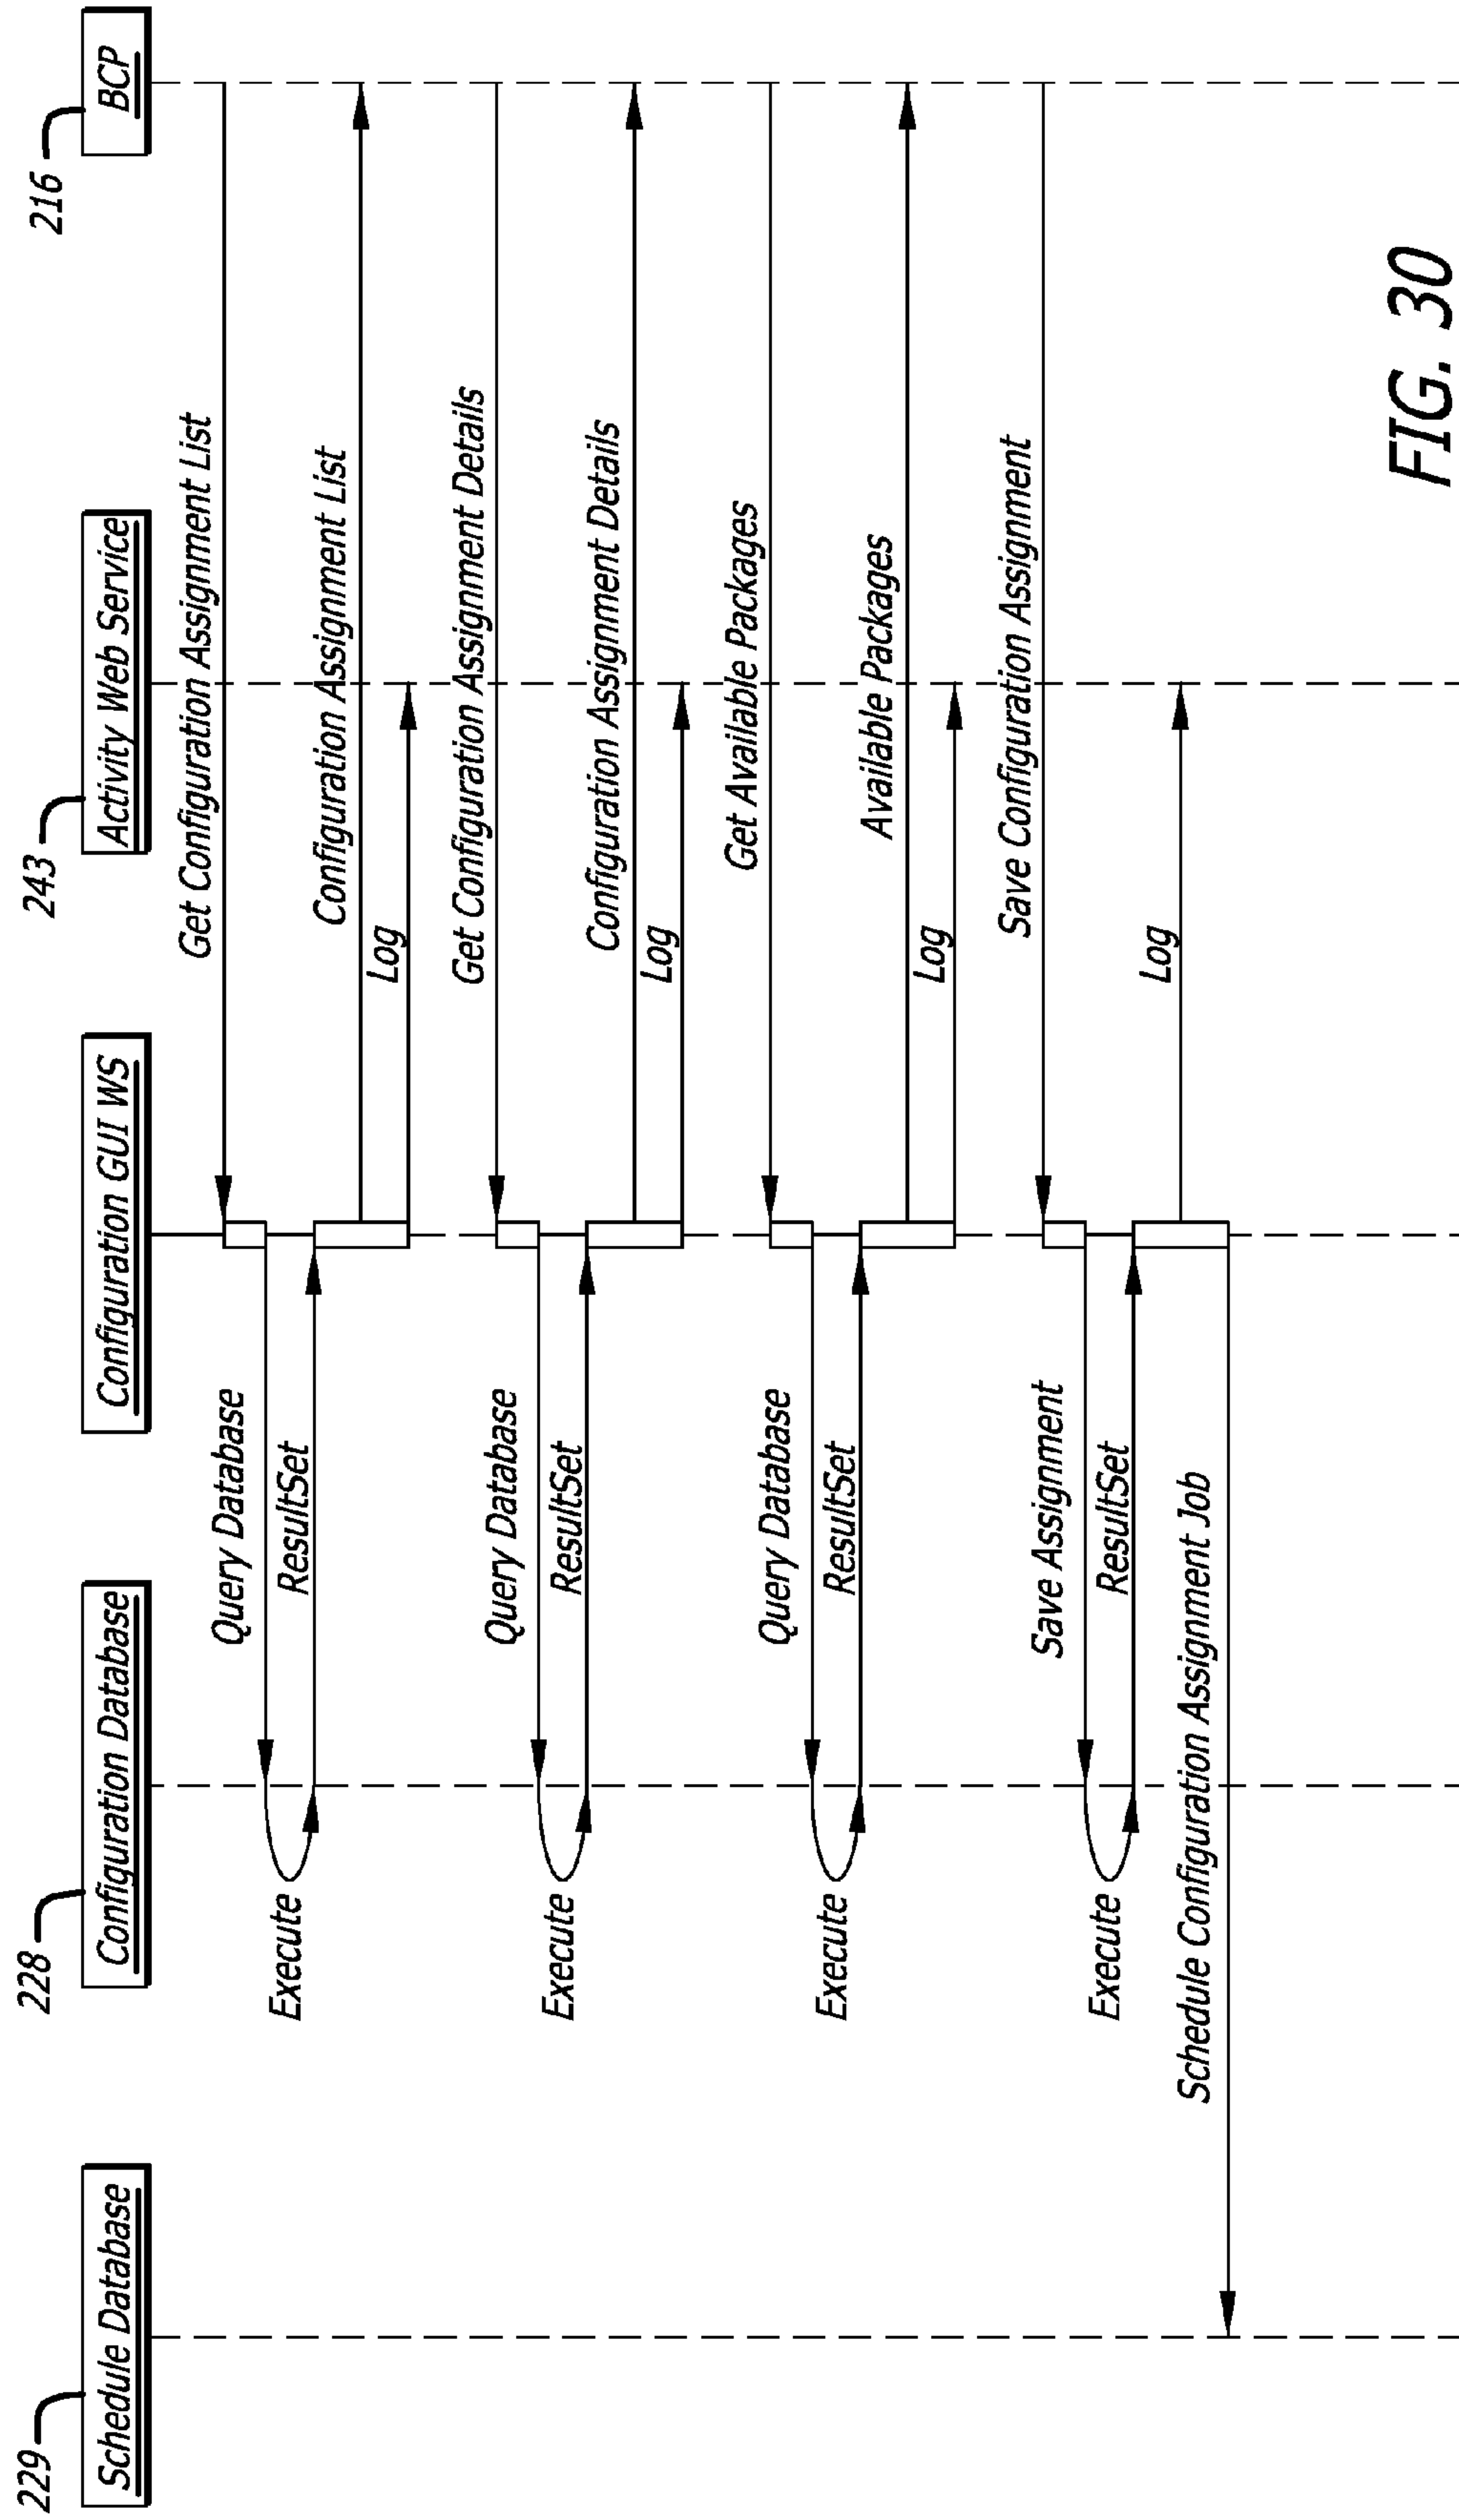 229
Schedule Database
228
Configuration Database
Configuration GUI WS
243
Activity Web Service
216
BCP
Get Configuration Assignment List
Query Database
Execute
ResultSet
Configuration Assignment List
Log
Get Configuration Assignment Details
Query Database
Execute
ResultSet
Configuration Assignment Details
Log
Get Available Packages
Query Database
Execute
ResultSet
Available Packages
Log
Save Configuration Assignment
Save Assignment
Execute
ResultSet
Log
Schedule Configuration Assignment Job
FIG. 30